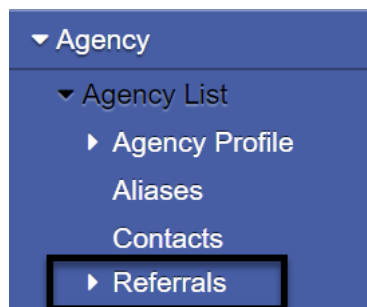 Agency
Agency List
Agency Profile
Aliases
Contacts
Referrals